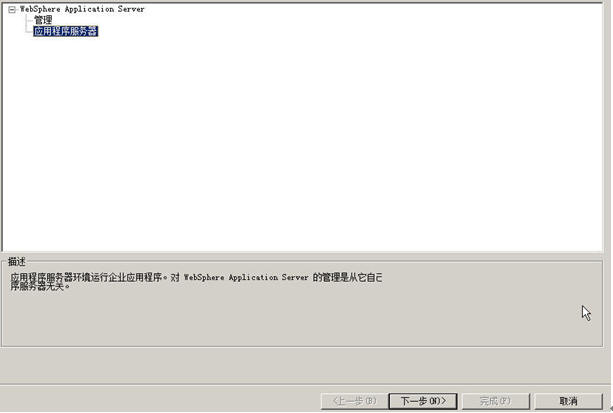 WebSphere Application Server
管理
应用程序服务器
描述
应用程序服务器环境运行企业应用程序。对 WebSphere Application Server 的管理是从它自己
序服务器无关。
<上一步(B)
下一步(N)>
完成(F)
取消